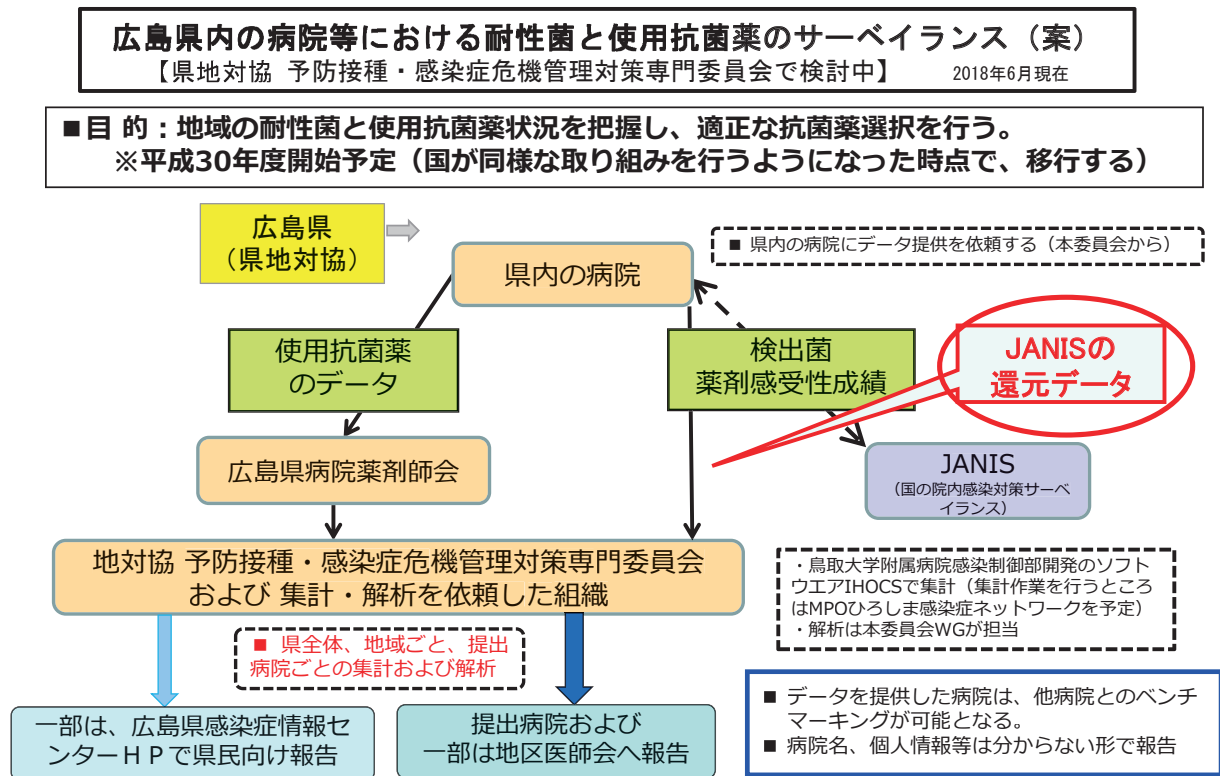 広島県内の病院等における耐性菌と使用抗菌薬のサーベイランス（案）
【県地対協 予防接種・感染症危機管理対策専門委員会で検討中】 2018年6月現在
■目 的：地域の耐性菌と使用抗菌薬状況を把握し、適正な抗菌薬選択を行う。
※平成30年度開始予定（国が同様な取り組みを行うようになった時点で、移行する）
広島県
（県地対協）
■ 県内の病院にデータ提供を依頼する（本委員会から）
県内の病院
使用抗菌薬
のデータ
検出菌
薬剤感受性成績
JANISの
還元データ
広島県病院薬剤師会
JANIS
（国の院内感染対策サーベ
イランス）
地対協 予防接種・感染症危機管理対策専門委員会
および 集計・解析を依頼した組織
・鳥取大学附属病院感染制御部開発のソフト
ウエアIHOCSで集計（集計作業を行うところ
はMPOひろしま感染症ネットワークを予定）
・解析は本委員会WGが担当
■ 県全体、地域ごと、提出
病院ごとの集計および解析
■ データを提供した病院は、他病院とのベンチ
マーキングが可能となる。
■ 病院名、個人情報等は分からない形で報告
一部は、広島県感染症情報セ
ンターＨＰで県民向け報告
提出病院および
一部は地区医師会へ報告